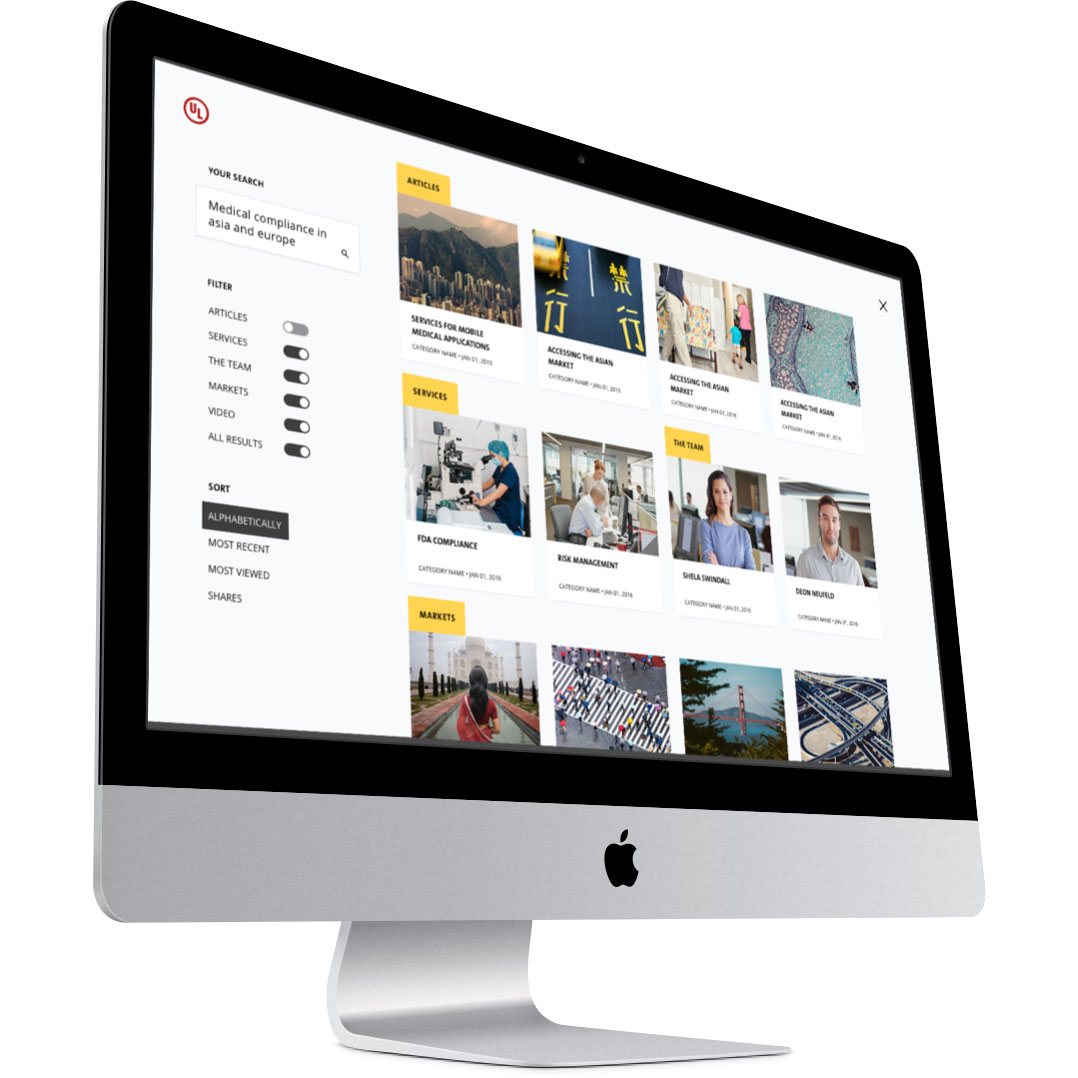 UL
YOUR SEARCH
Medical compliance in
asia and europe
FILTER
ARTICLES
SERVICES
THE TEAM
MARKETS
VIDEO
ALL RESULTS
SORT
ALPHABETICALLY
MOST RECENT
MOST VIEWED
SHARES
ARTICLES
SERVICES FOR MOBILE
MEDICAL APPLICATIONS
CATEGORY NAME • JAN 01, 2016
禁
行
行
ACCESSING THE ASIAN
MARKET
CATEGORY NAME • JAN 01, 2016
ACCESSING THE ASIAN
MARKET
CATEGORY NAME • JAN 01, 2016
ACCESSING THE ASIAN
MARKET
CATEGORY NAME • JAN 01, 2016
SERVICES
FDA COMPLIANCE
CATEGORY NAME • JAN 01, 2016
RISK MANAGEMENT
CATEGORY NAME • JAN 01, 2016
THE TEAM
SHELA SWINDALL
CATEGORY NAME • JAN 01, 2016
DEON NEUFELD
CATEGORY NAME • JAN 01, 2016
MARKETS